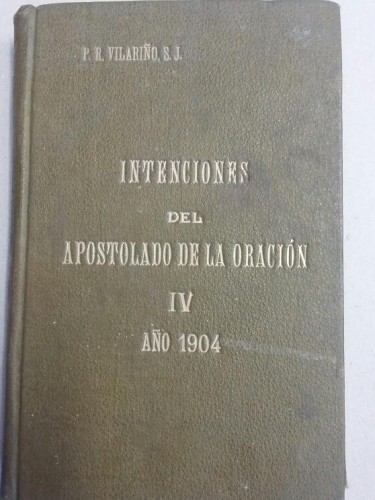 P. R. VILARIÑO, S. J.
INTENCIONES
DEL
APOSTOLADO DE LA ORACIÓN
IV
AÑO 1904